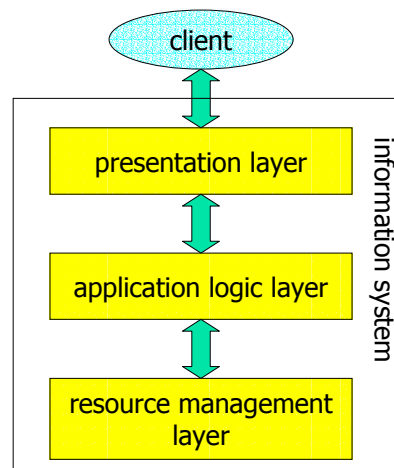 client
presentation layer
information system
application logic layer
resource management
layer